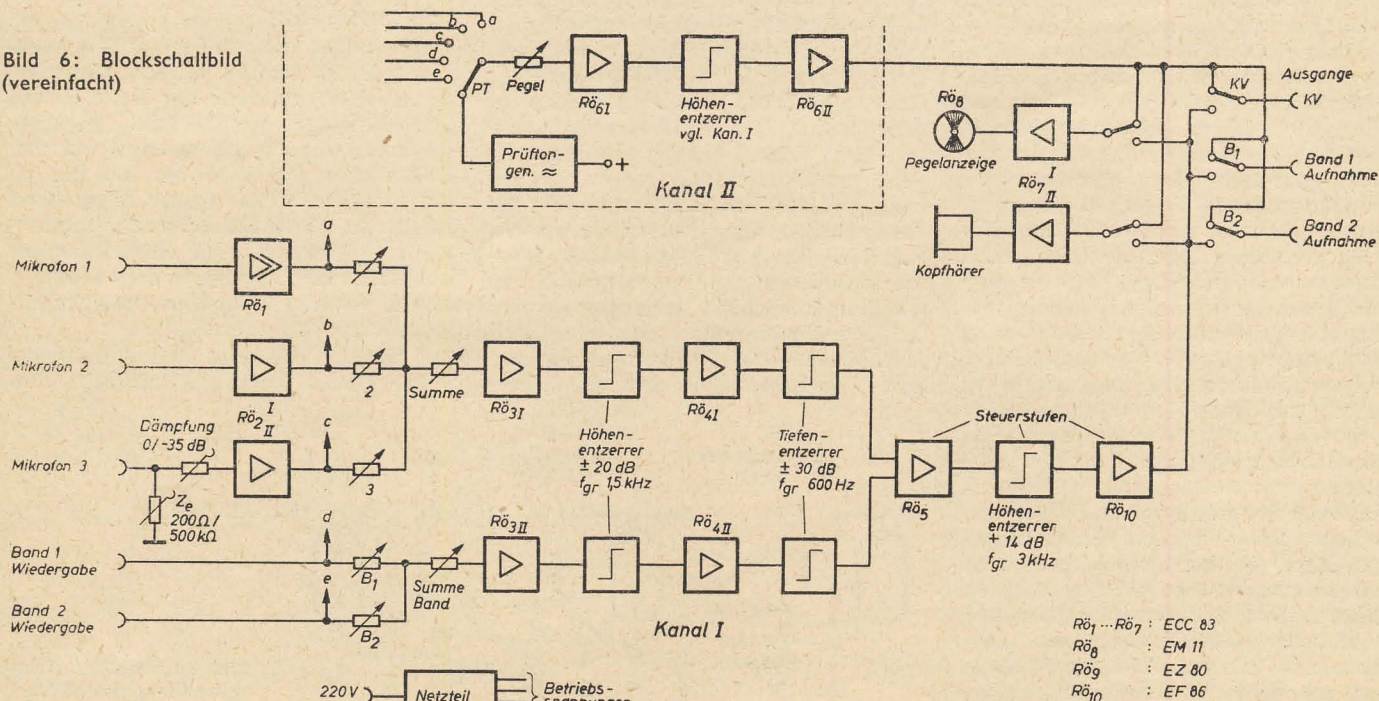 Bild 6: Blockschaltbild
(vereinfacht)
a
b
c
d
e
PT
Pegel
Rö6I
Höhen-
entzerrer
vgl. Kan. I
Rö6II
Prüfton-
gen. ≈
+
Kanal II
Rö8
Pegelanzeige
I
Rö7
II
Kopfhörer
KV
Ausgange
KV
B1
Band 1
Aufnahme
B2
Band 2
Aufnahme
Mikrofon 1
Rö1
a
1
Mikrofon 2
Rö2 I
b
2
Summe
Rö3I
Höhen-
entzerrer
± 20 dB
fgr 1,5 kHz
Rö4I
Tiefen-
entzerrer
± 30 dB
fgr 600 Hz
Dämpfung
0/-35 dB
II
c
3
Mikrofon 3
Ze
200Ω/
500kΩ
Steuerstufen
Rö5
Höhen-
entzerrer
+ 14 dB
fgr 3 kHz
Rö10
Band 1
Wiedergabe
d
B1
Summe
Band
Rö3II
Rö4II
Band 2
Wiedergabe
e
B2
Kanal I
220V
Netzteil
Betriebs-
Rö1...Rö7 : ECC 83
Rö8 : EM 11
Rö9 : EZ 80
Rö10 : EF 86